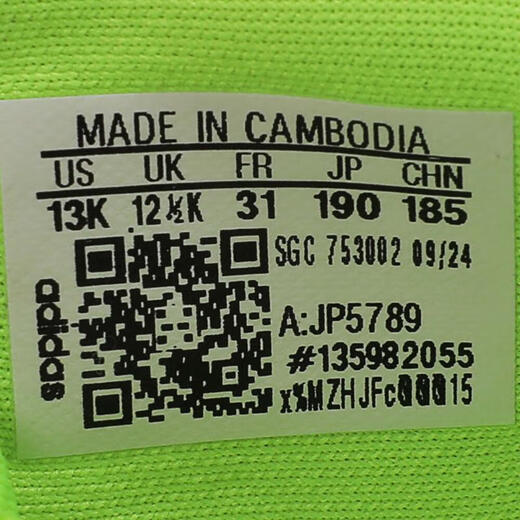 MADE IN CAMBODIA
US UK FR JP CHN
13K 12½K 31 190 185
SGC 753002 09/24
adidas
A:JP5789
#135982055
x%MZHJFc00015